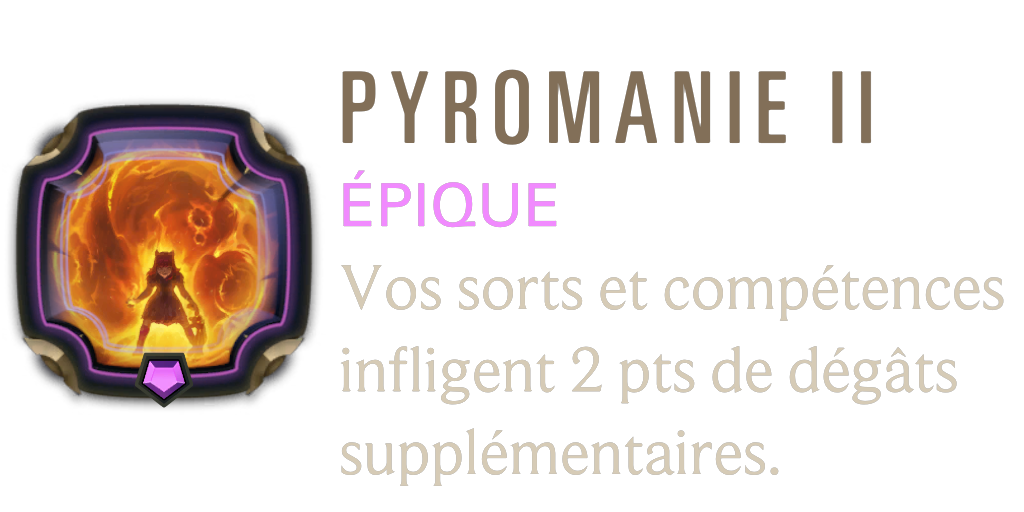 PYROMANIE II
ÉPIQUE
Vos sorts et compétences
infligent 2 pts de dégâts
supplémentaires.